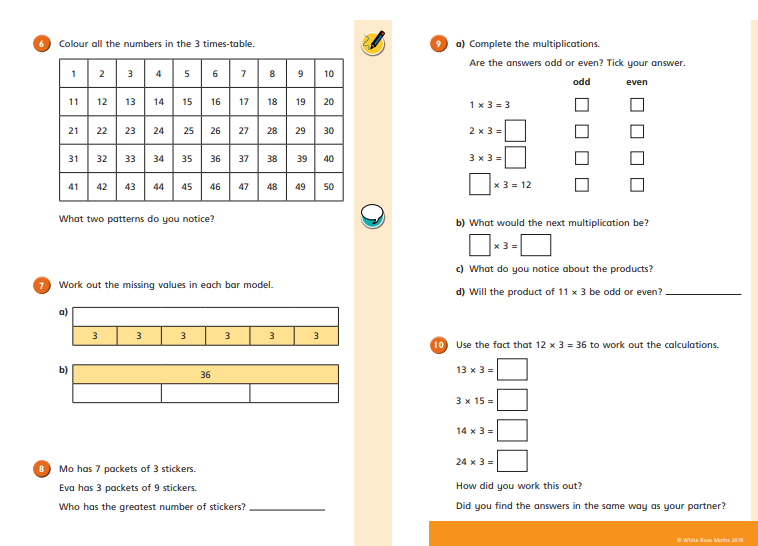 6 Colour all the numbers in the 3 times-table.
1 2 3 4 5 6 7 8 9 10
11 12 13 14 15 16 17 18 19 20
21 22 23 24 25 26 27 28 29 30
31 32 33 34 35 36 37 38 39 40
41 42 43 44 45 46 47 48 49 50
What two patterns do you notice?
7 Work out the missing values in each bar model.
a)
3 3 3 3 3 3
b)
36
8 Mo has 7 packets of 3 stickers.
Eva has 3 packets of 9 stickers.
Who has the greatest number of stickers?
9 a) Complete the multiplications.
Are the answers odd or even? Tick your answer.
odd even
1 × 3 = 3
2 × 3 =
3 × 3 =
× 3 = 12
b) What would the next multiplication be?
× 3 =
c) What do you notice about the products?
d) Will the product of 11 × 3 be odd or even?
10 Use the fact that 12 × 3 = 36 to work out the calculations.
13 × 3 =
3 × 15 =
14 × 3 =
24 × 3 =
How did you work this out?
Did you find the answers in the same way as your partner?
© White Rose Maths 2019